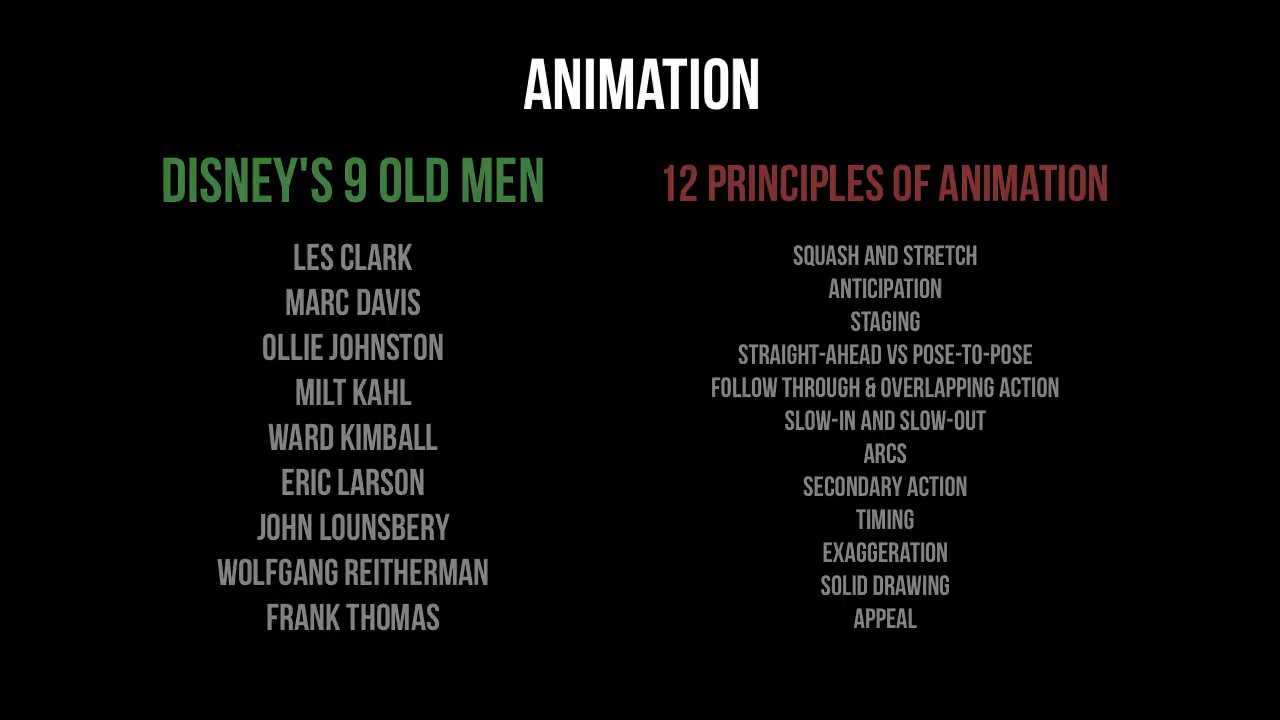 ANIMATION
DISNEY'S 9 OLD MEN
LES CLARK
MARC DAVIS
OLLIE JOHNSTON
MILT KAHL
WARD KIMBALL
ERIC LARSON
JOHN LOUNSBERY
WOLFGANG REITHERMAN
FRANK THOMAS
12 PRINCIPLES OF ANIMATION
SQUASH AND STRETCH
ANTICIPATION
STAGING
STRAIGHT-AHEAD VS POSE-TO-POSE
FOLLOW THROUGH & OVERLAPPING ACTION
SLOW-IN AND SLOW-OUT
ARCS
SECONDARY ACTION
TIMING
EXAGGERATION
SOLID DRAWING
APPEAL